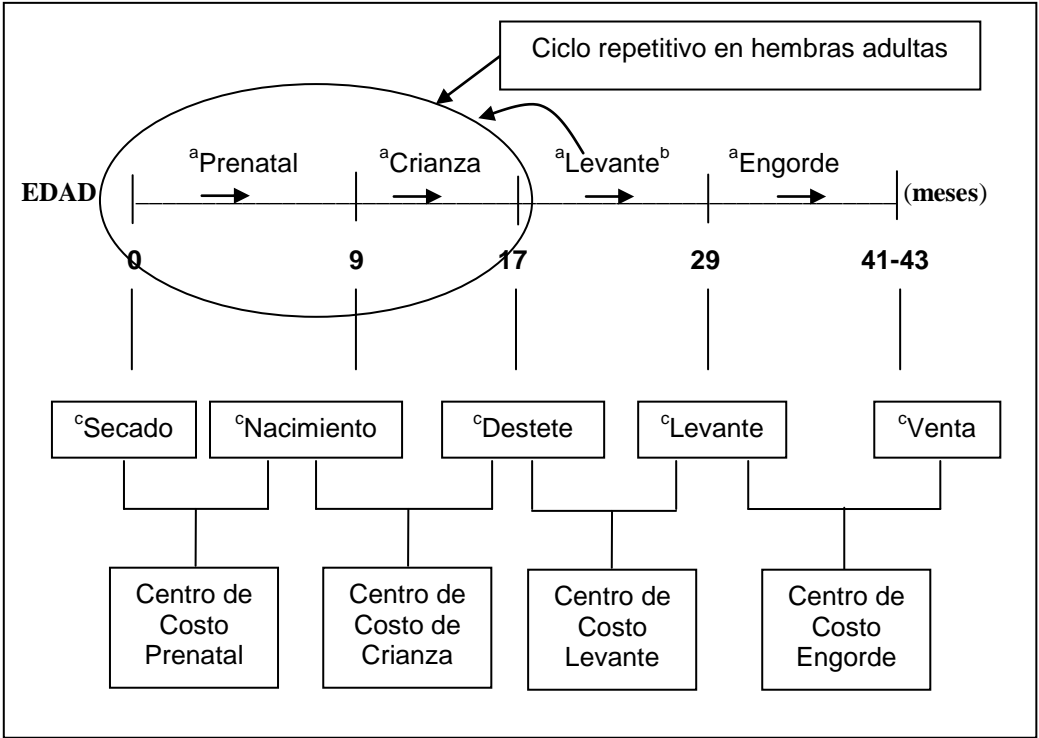 Ciclo repetitivo en hembras adultas
aPrenatal aCrianza aLevanteb aEngorde
EDAD (meses)
0 9 17 29 41-43
cSecado cNacimiento cDestete cLevante cVenta
Centro de Costo Prenatal
Centro de Costo de Crianza
Centro de Costo Levante
Centro de Costo Engorde